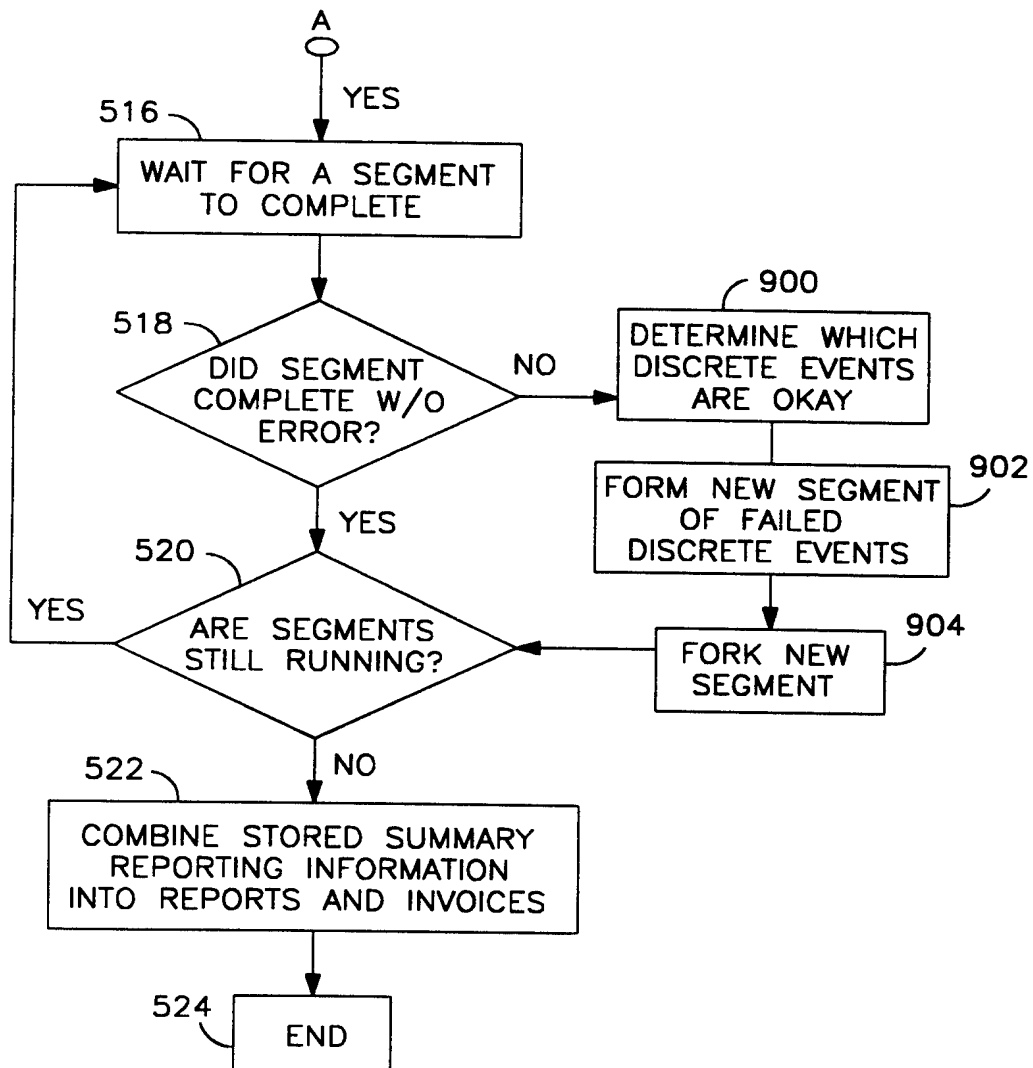 A
YES
516
WAIT FOR A SEGMENT
TO COMPLETE
518
DID SEGMENT
COMPLETE W/O
ERROR?
NO
900
DETERMINE WHICH
DISCRETE EVENTS
ARE OKAY
902
FORM NEW SEGMENT
OF FAILED
DISCRETE EVENTS
YES
520
YES
ARE SEGMENTS
STILL RUNNING?
904
FORK NEW
SEGMENT
NO
522
COMBINE STORED SUMMARY
REPORTING INFORMATION
INTO REPORTS AND INVOICES
524
END